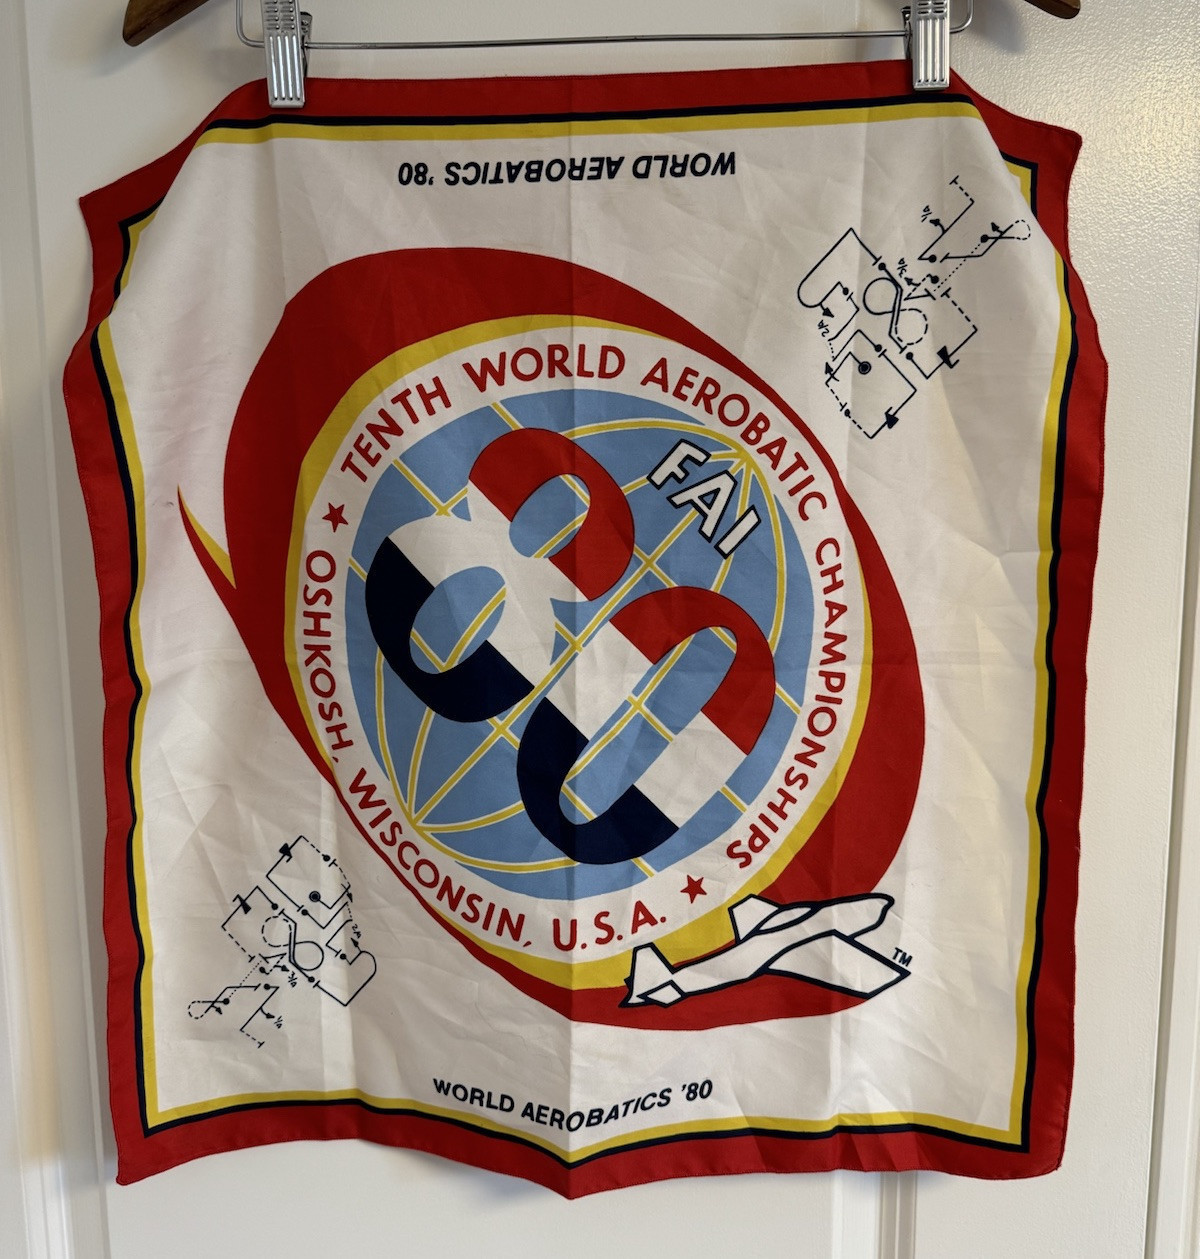 WORLD AEROBATICS '80
TENTH WORLD AEROBATIC CHAMPIONSHIPS
FAI
80
OSHKOSH, WISCONSIN, U.S.A.
TM
WORLD AEROBATICS '80